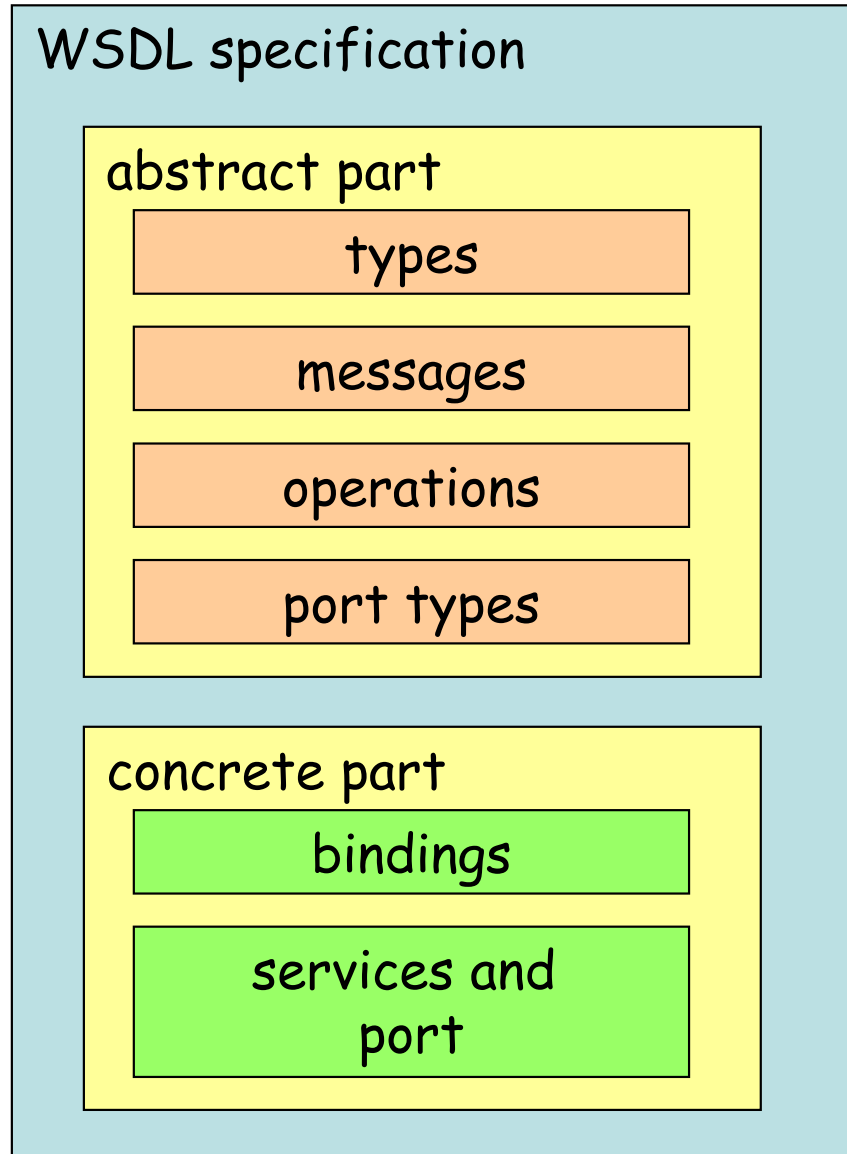 WSDL specification
abstract part
types
messages
operations
port types
concrete part
bindings
services and
port